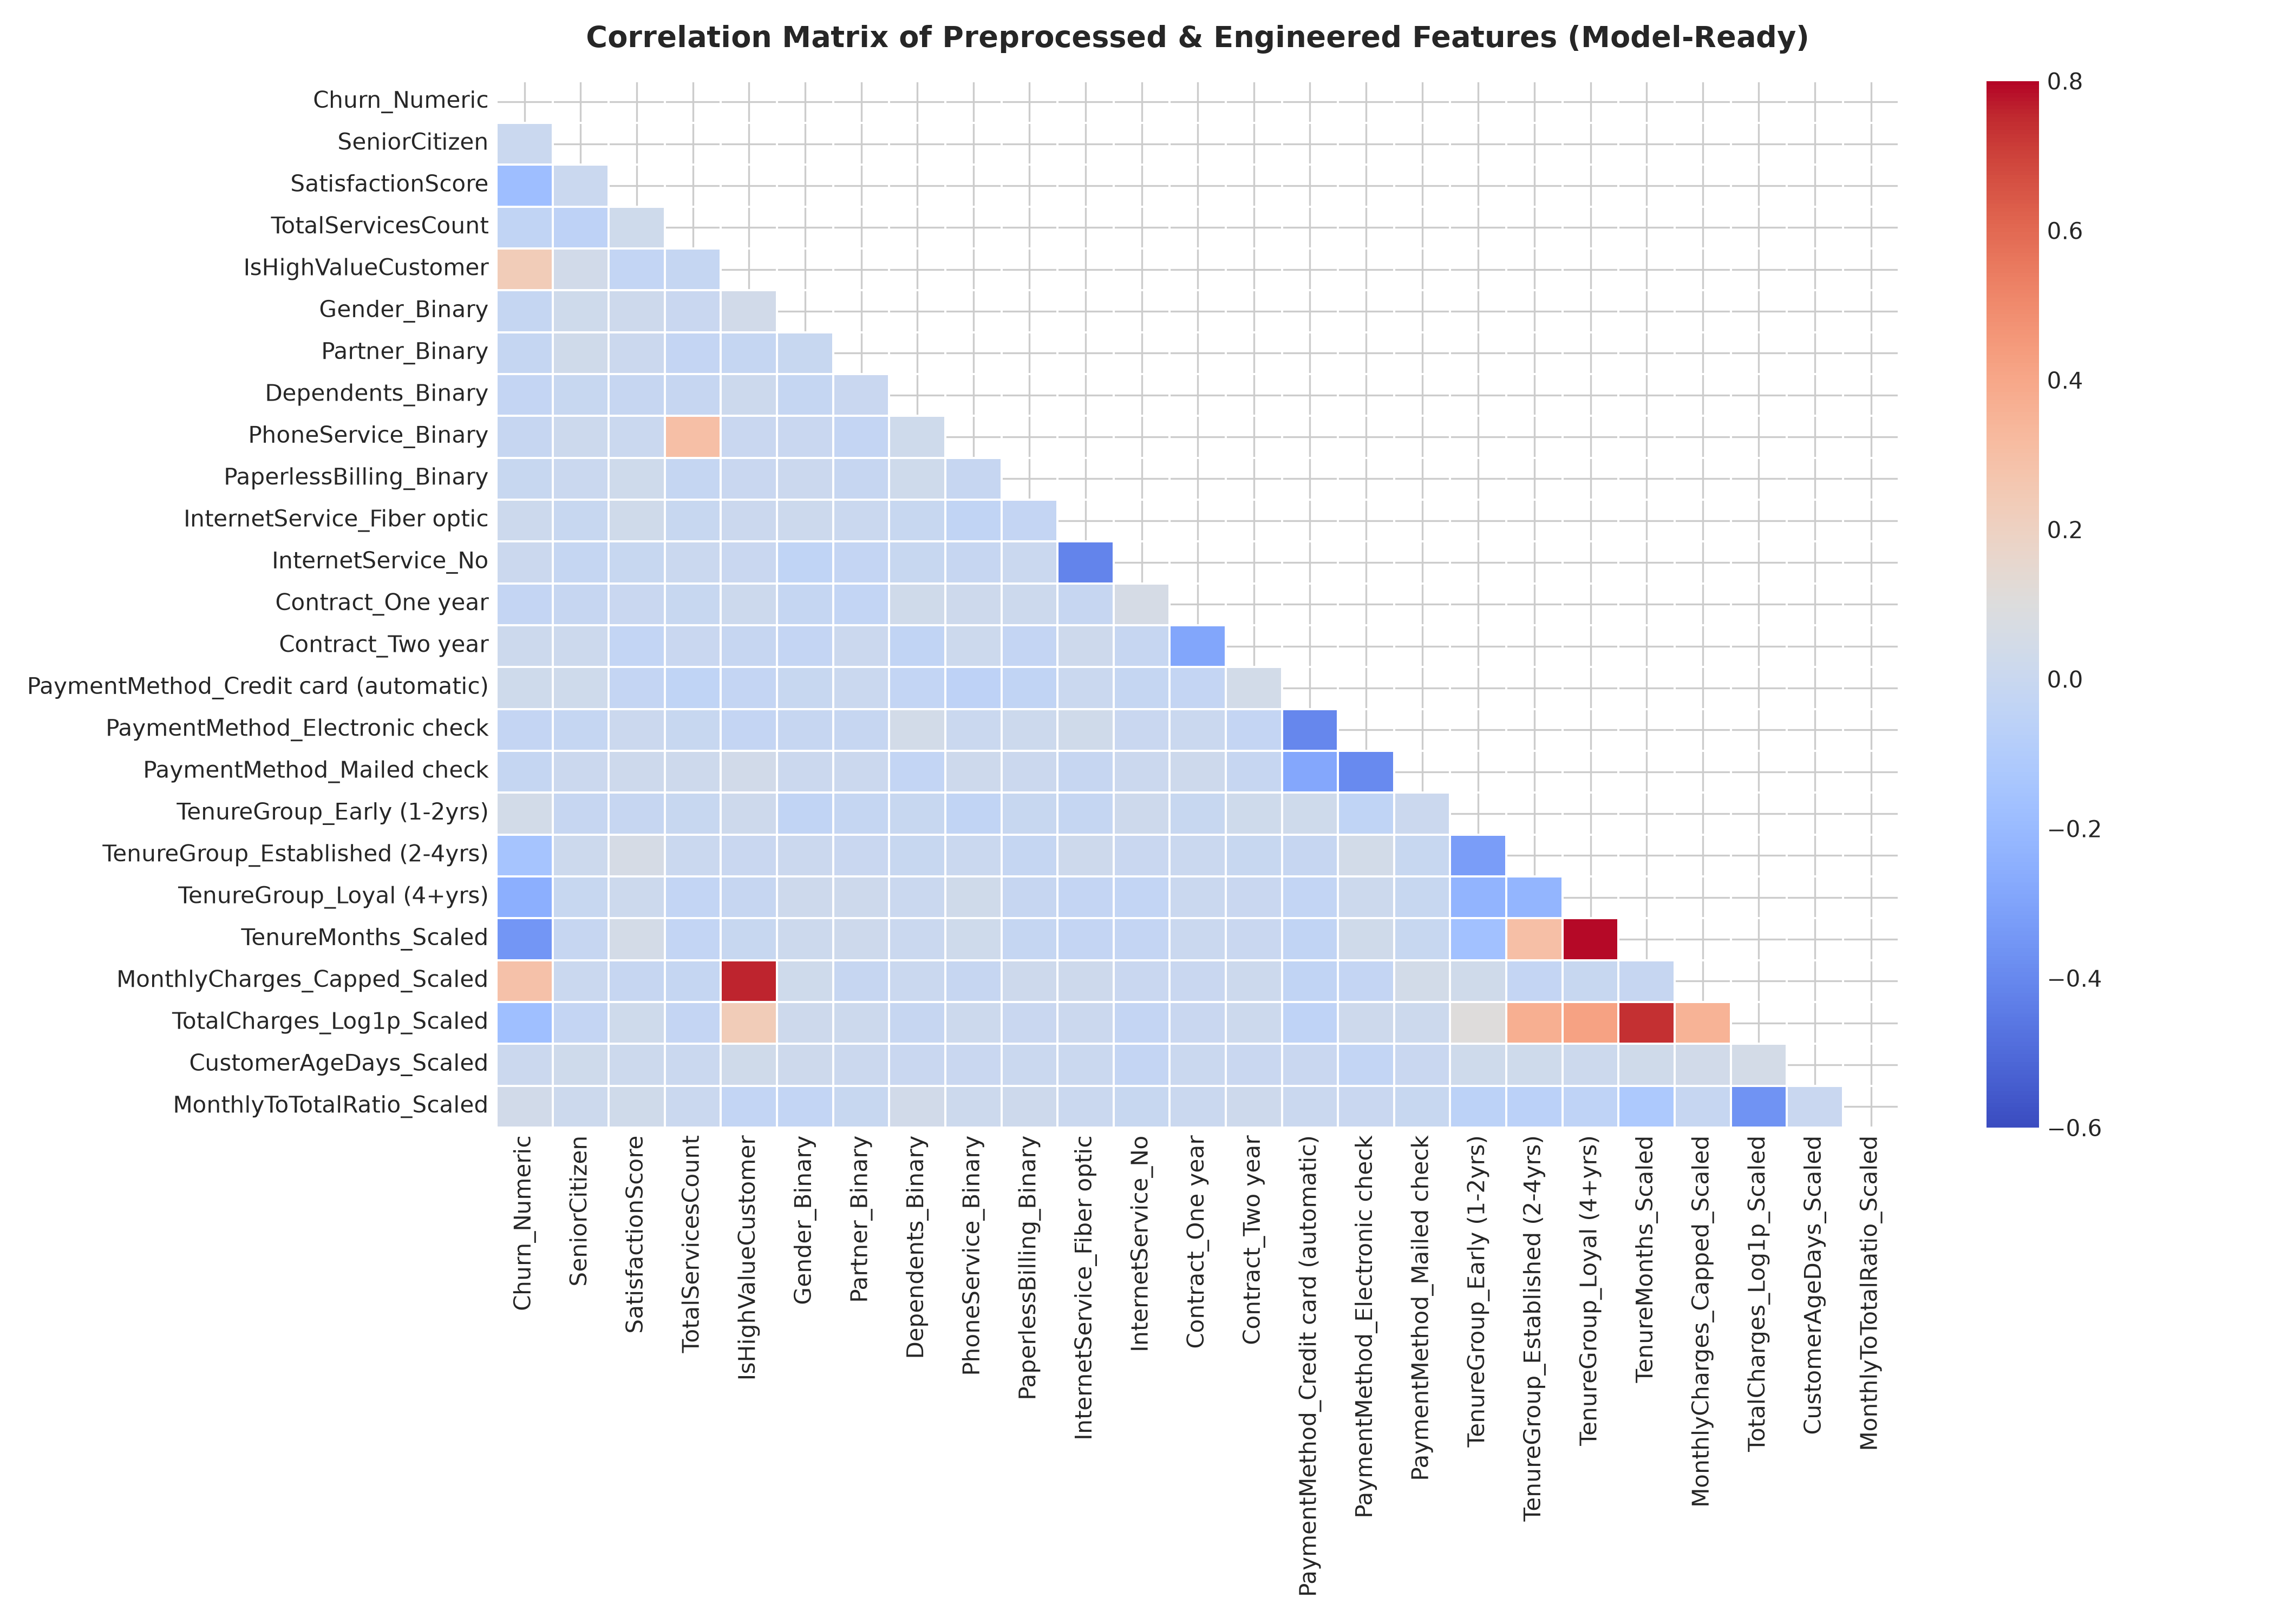 Correlation Matrix of Preprocessed & Engineered Features (Model-Ready)
Churn_Numeric
SeniorCitizen
SatisfactionScore
TotalServicesCount
IsHighValueCustomer
Gender_Binary
Partner_Binary
Dependents_Binary
PhoneService_Binary
PaperlessBilling_Binary
InternetService_Fiber optic
InternetService_No
Contract_One year
Contract_Two year
PaymentMethod_Credit card (automatic)
PaymentMethod_Electronic check
PaymentMethod_Mailed check
TenureGroup_Early (1-2yrs)
TenureGroup_Established (2-4yrs)
TenureGroup_Loyal (4+yrs)
TenureMonths_Scaled
MonthlyCharges_Capped_Scaled
TotalCharges_Log1p_Scaled
CustomerAgeDays_Scaled
MonthlyToTotalRatio_Scaled
Churn_Numeric
SeniorCitizen
SatisfactionScore
TotalServicesCount
IsHighValueCustomer
Gender_Binary
Partner_Binary
Dependents_Binary
PhoneService_Binary
PaperlessBilling_Binary
InternetService_Fiber optic
InternetService_No
Contract_One year
Contract_Two year
PaymentMethod_Credit card (automatic)
PaymentMethod_Electronic check
PaymentMethod_Mailed check
TenureGroup_Early (1-2yrs)
TenureGroup_Established (2-4yrs)
TenureGroup_Loyal (4+yrs)
TenureMonths_Scaled
MonthlyCharges_Capped_Scaled
TotalCharges_Log1p_Scaled
CustomerAgeDays_Scaled
MonthlyToTotalRatio_Scaled
0.8
0.6
0.4
0.2
0.0
−0.2
−0.4
−0.6